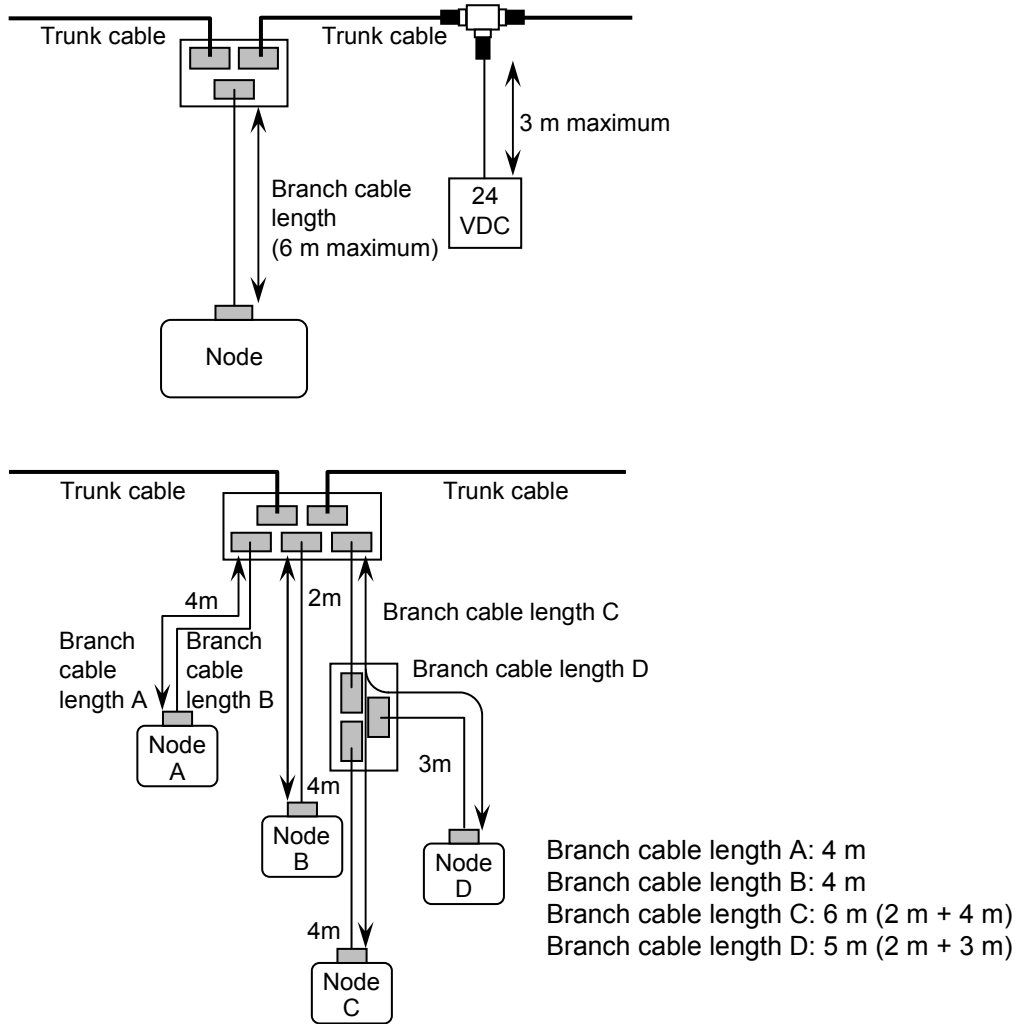 Trunk cable
Trunk cable
3 m maximum
Branch cable
length
(6 m maximum)
24
VDC
Node
Trunk cable
Trunk cable
4m
2m
Branch cable length C
Branch
cable
length A
Branch
cable
length B
Branch cable length D
Node
A
3m
4m
Node
B
Node
D
4m
Node
C
Branch cable length A: 4 m
Branch cable length B: 4 m
Branch cable length C: 6 m (2 m + 4 m)
Branch cable length D: 5 m (2 m + 3 m)